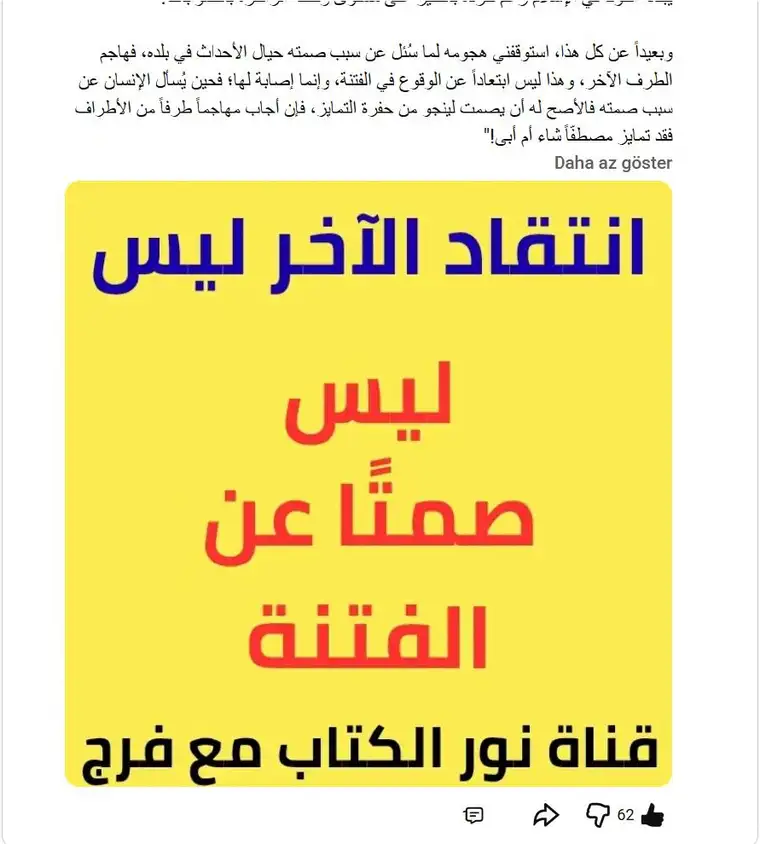 وبعيداً عن كل هذا، استوقفني هجومه لما سُئل عن سبب صمته حيال الأحداث في بلده، فهاجم
الطرف الآخر، وهذا ليس ابتعاداً عن الوقوع في الفتنة، وإنما إصابة لها؛ فحين يُسأل الإنسان عن
سبب صمته فالأصح له أن يصمت لينجو من حفرة التمايز، فإن أجاب مهاجماً طرفاً من الأطراف
فقد تمايز مصطفّاً شاء أم أبى!"
Daha az göster
انتقاد الآخر ليس
ليس
صمتًا عن
الفتنة
قناة نور الكتاب مع فرج
62